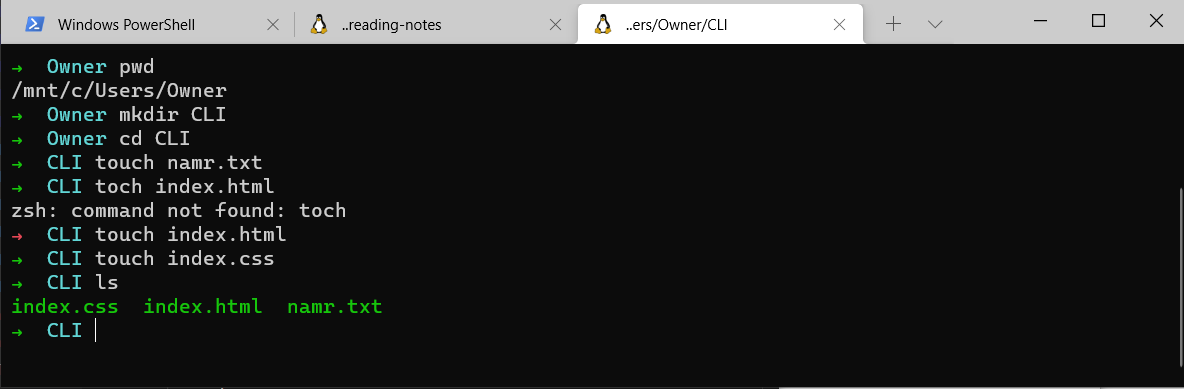 Windows PowerShell
..reading-notes
..ers/Owner/CLI
→ Owner pwd
/mnt/c/Users/Owner
→ Owner mkdir CLI
→ Owner cd CLI
→ CLI touch namr.txt
→ CLI toch index.html
zsh: command not found: toch
→ CLI touch index.html
→ CLI touch index.css
→ CLI ls
index.css index.html namr.txt
→ CLI